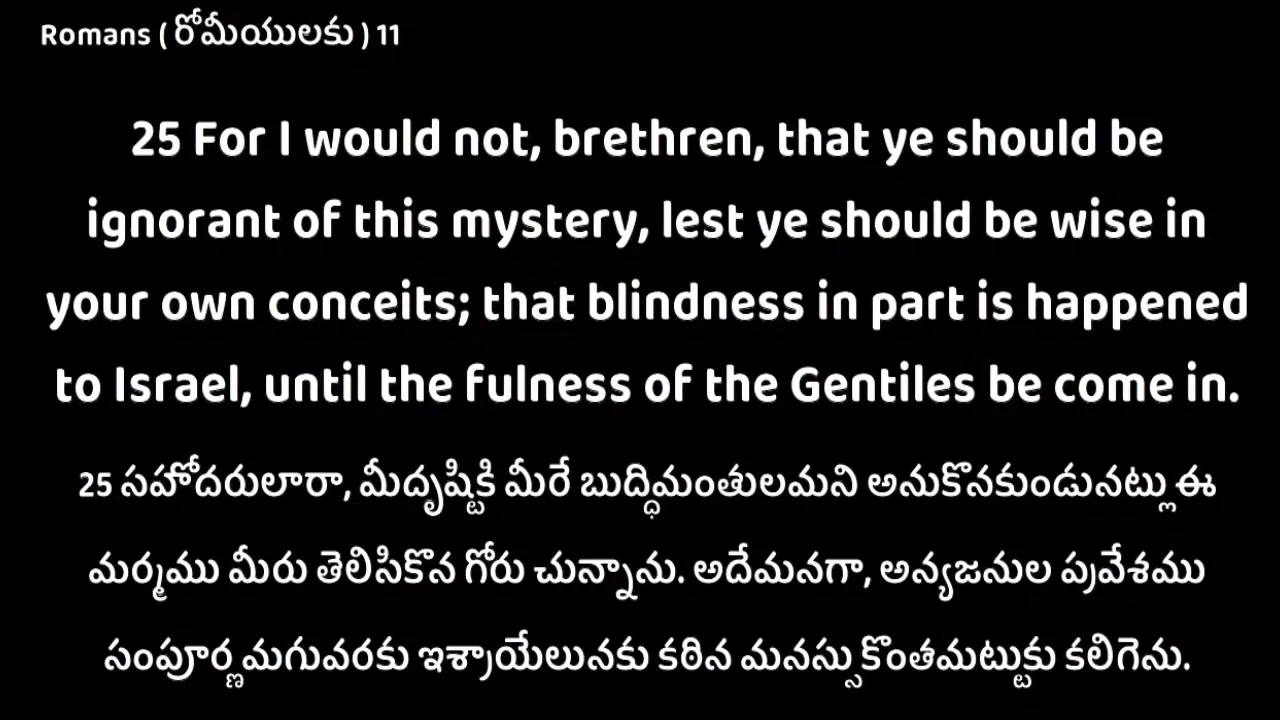 Romans ( రోమీయులకు ) 11
25 For I would not, brethren, that ye should be
ignorant of this mystery, lest ye should be wise in
your own conceits; that blindness in part is happened
to Israel, until the fulness of the Gentiles be come in.
25 సహోదరులారా, మీదృష్టికి మీరే బుద్ధిమంతులమని అనుకొనకుండునట్లు ఈ
మర్మము మీరు తెలిసికొన గోరు చున్నాను. అదేమనగా, అన్యజనుల ప్రవేశము
సంపూర్ణమగువరకు ఇశ్రాయేలునకు కఠిన మనస్సు కొంతమట్టుకు కలిగెను.